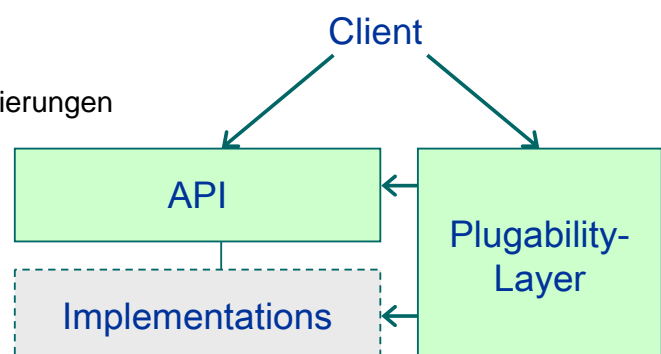 Client
ierungen
API
Plugability-
Layer
Implementations